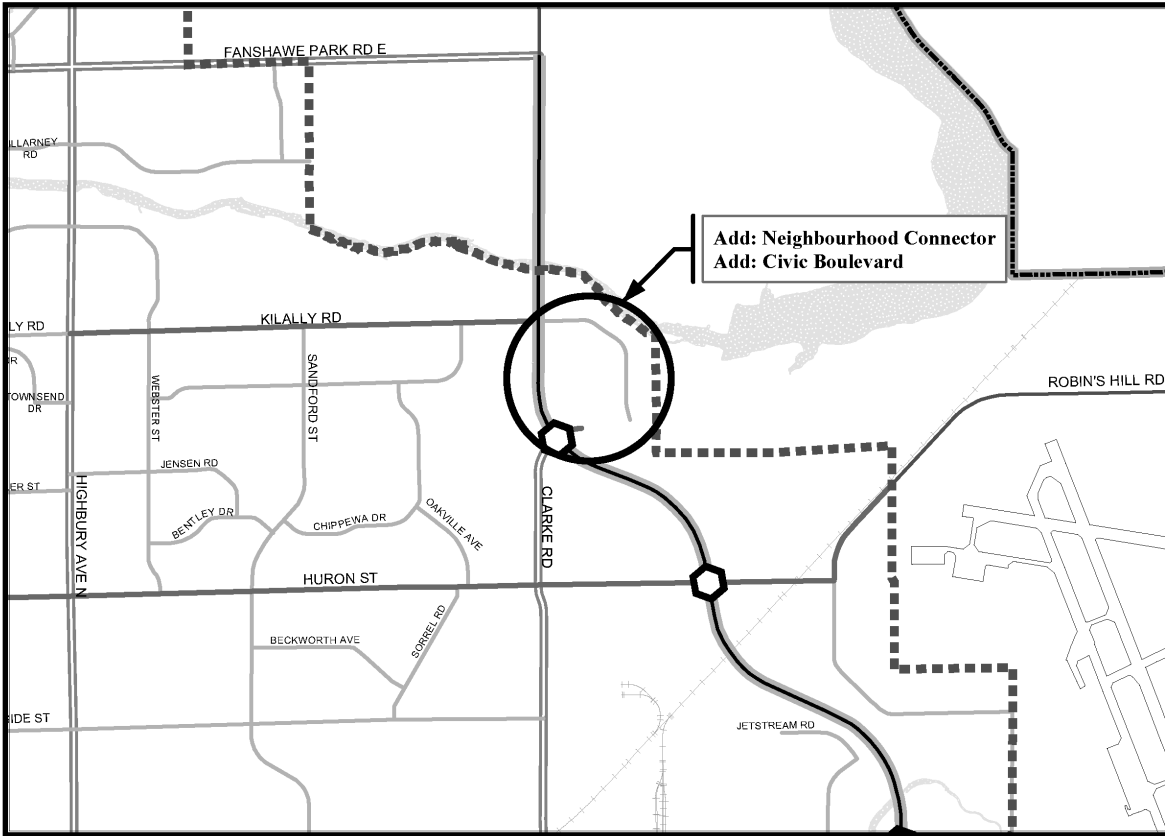 FANSHAWE PARK RD E
LLARNEY
RD
Add: Neighbourhood Connector
Add: Civic Boulevard
KILALLY RD
LY RD
R
TOWNSEND
DR
WEBSTER ST
SANDFORD ST
ROBIN'S HILL RD
JENSEN RD
ER ST
HIGHBURY AVE N
BENTLEY DR
CHIPPEWA DR
OAKVILLE AVE
CLARKE RD
HURON ST
BECKWORTH AVE
SORREL RD
IDE ST
JETSTREAM RD